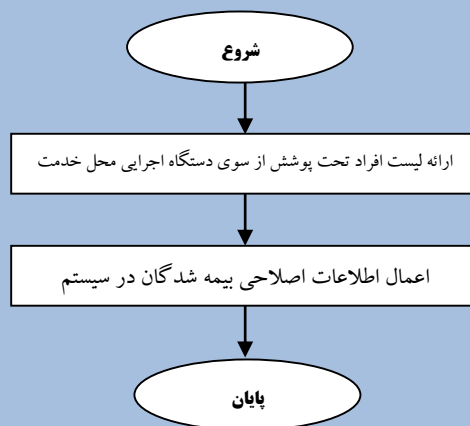 شروع
ارائه لیست افراد تحت پوشش از سوی دستگاه اجرایی محل خدمت
اعمال اطلاعات اصلاحی بیمه شدگان در سیستم
پایان